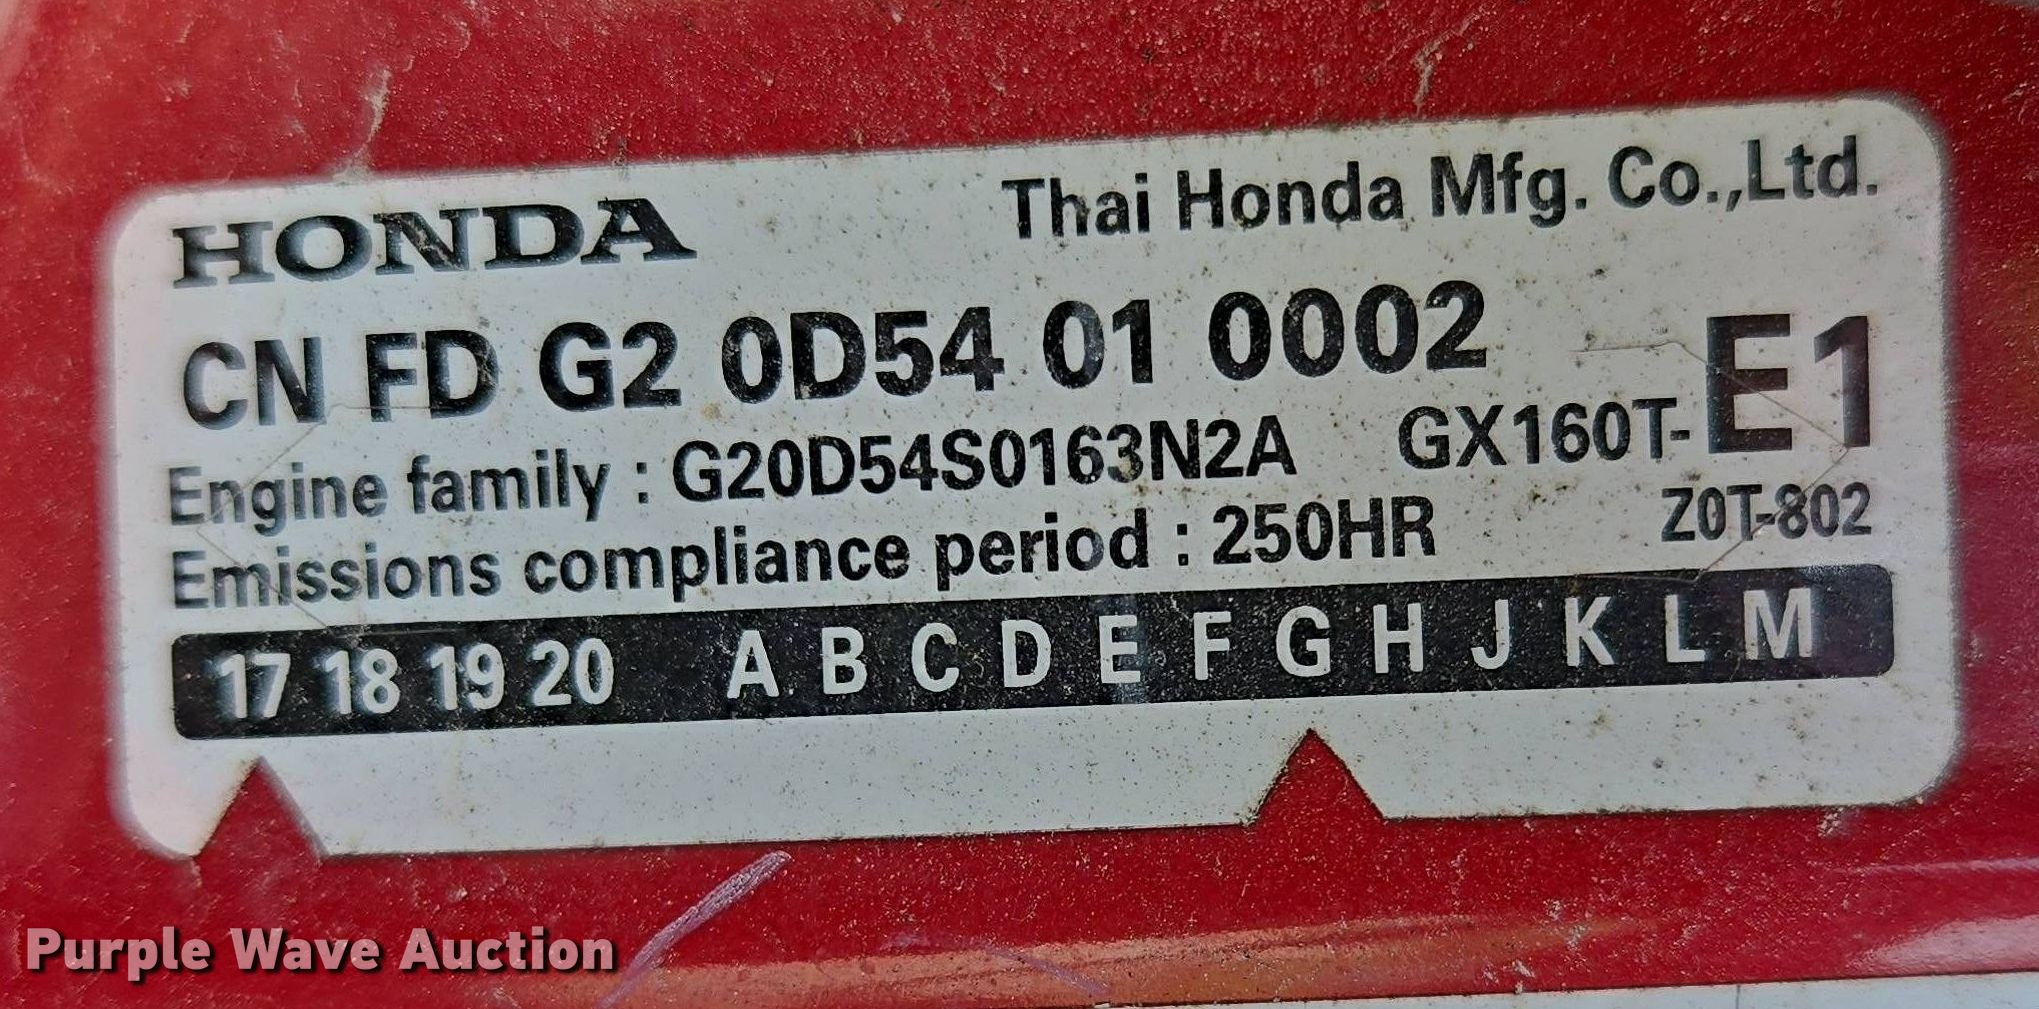 HONDA Thai Honda Mfg. Co.,Ltd.
CN FD G2 0D54 01 0002
Engine family : G20D54S0163N2A GX160T-E1
Emissions compliance period : 250HR Z0T-802
17 18 19 20 A B C D E F G H J K L M
Purple Wave Auction